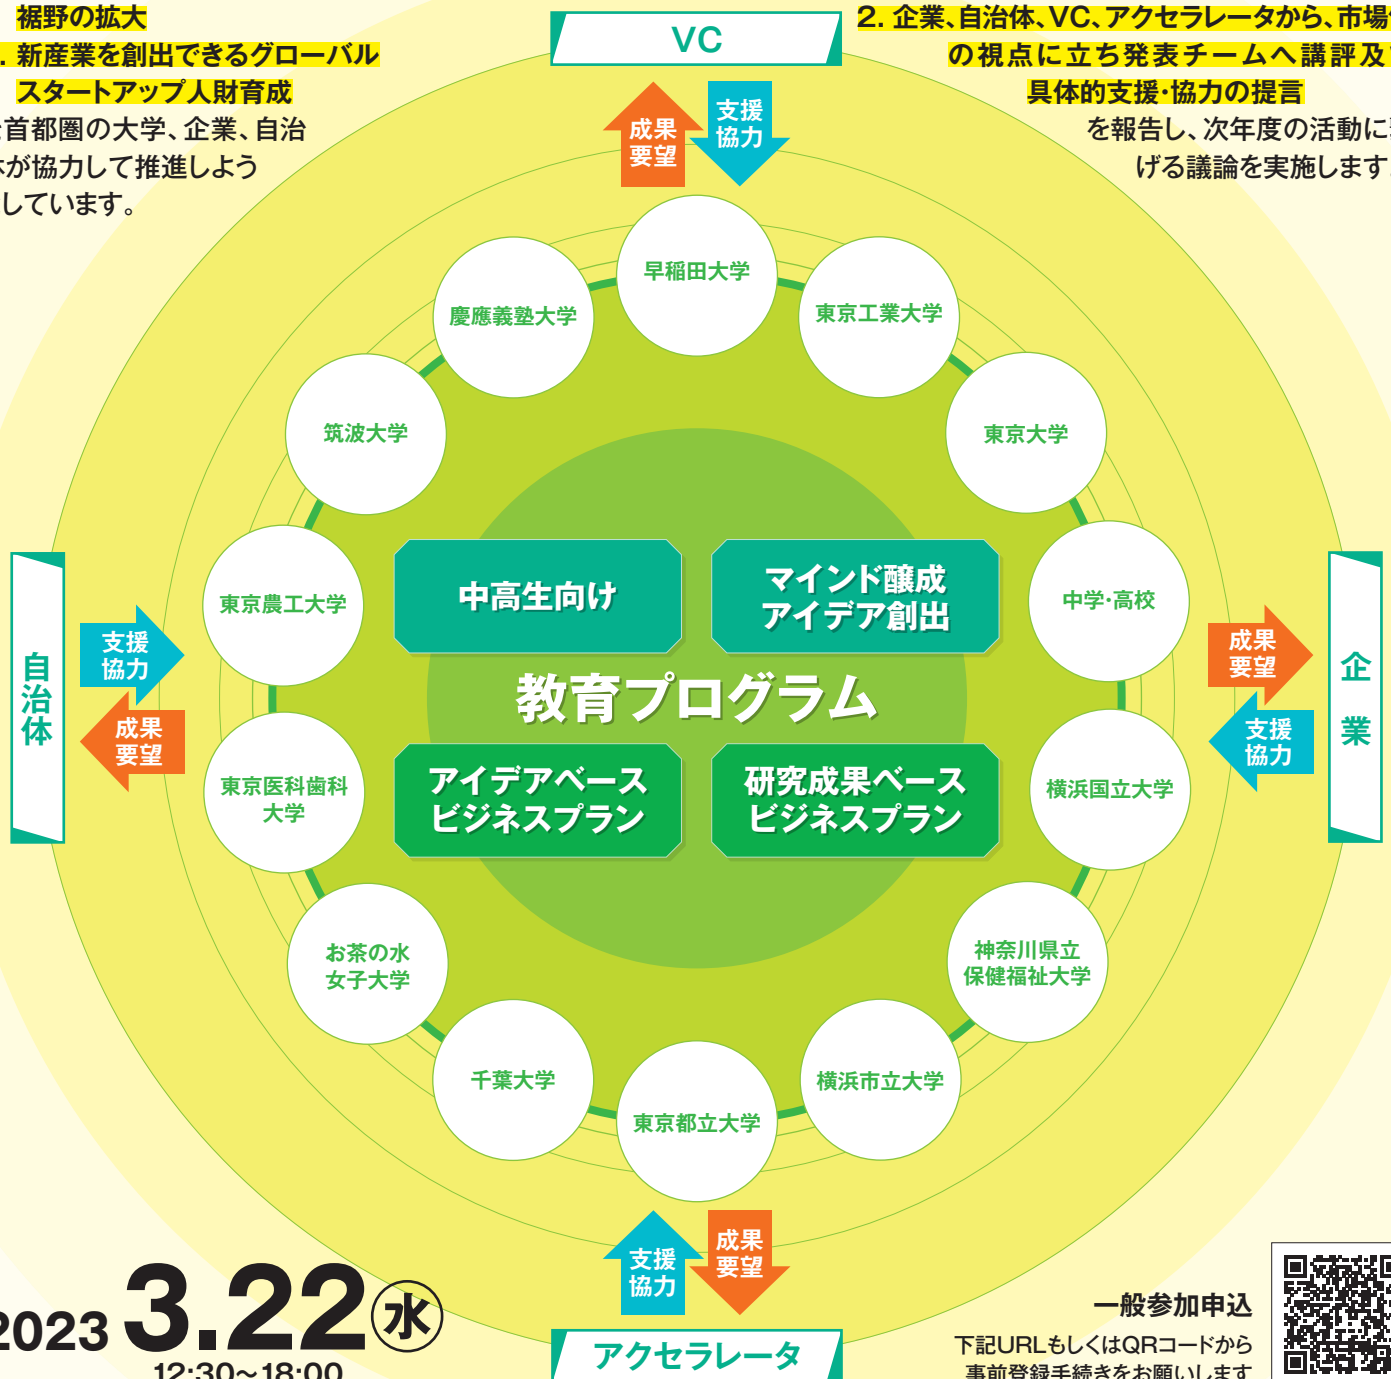 裾野の拡大
. 新産業を創出できるグローバル
スタートアップ人財育成
首都圏の大学、企業、自治
が協力して推進しよう
しています。
VC
2. 企業、自治体、VC、アクセラレータから、市場
の視点に立ち発表チームへ講評及
具体的支援・協力の提言
を報告し、次年度の活動に
げる議論を実施します
成果
要望
支援
協力
早稲田大学
慶應義塾大学
東京工業大学
筑波大学
東京大学
東京農工大学
中学・高校
中高生向け
マインド醸成
アイデア創出
教育プログラム
アイデアベース
ビジネスプラン
研究成果ベース
ビジネスプラン
自治体
支援
協力
成果
要望
成果
要望
支援
協力
企業
東京医科歯科
大学
横浜国立大学
お茶の水
女子大学
神奈川県立
保健福祉大学
千葉大学
横浜市立大学
東京都立大学
支援
協力
成果
要望
アクセラレータ
2023 3.22 水
12:30～18:00
一般参加申込
下記URLもしくはQRコードから
事前登録手続きをお願いします